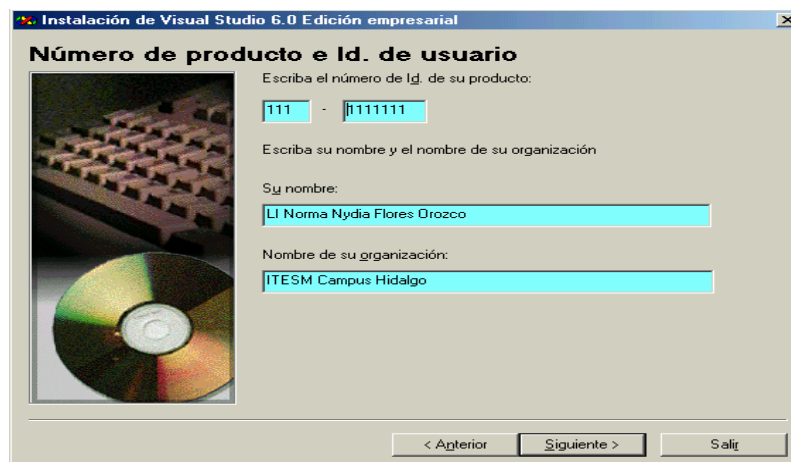 Instalación de Visual Studio 6.0 Edición empresarial
Número de producto e Id. de usuario
Escriba el número de Id. de su producto:
111 - 1111111
Escriba su nombre y el nombre de su organización
Su nombre:
LI Norma Nydia Flores Orozco
Nombre de su organización:
ITESM Campus Hidalgo
< Anterior Siguiente > Salir